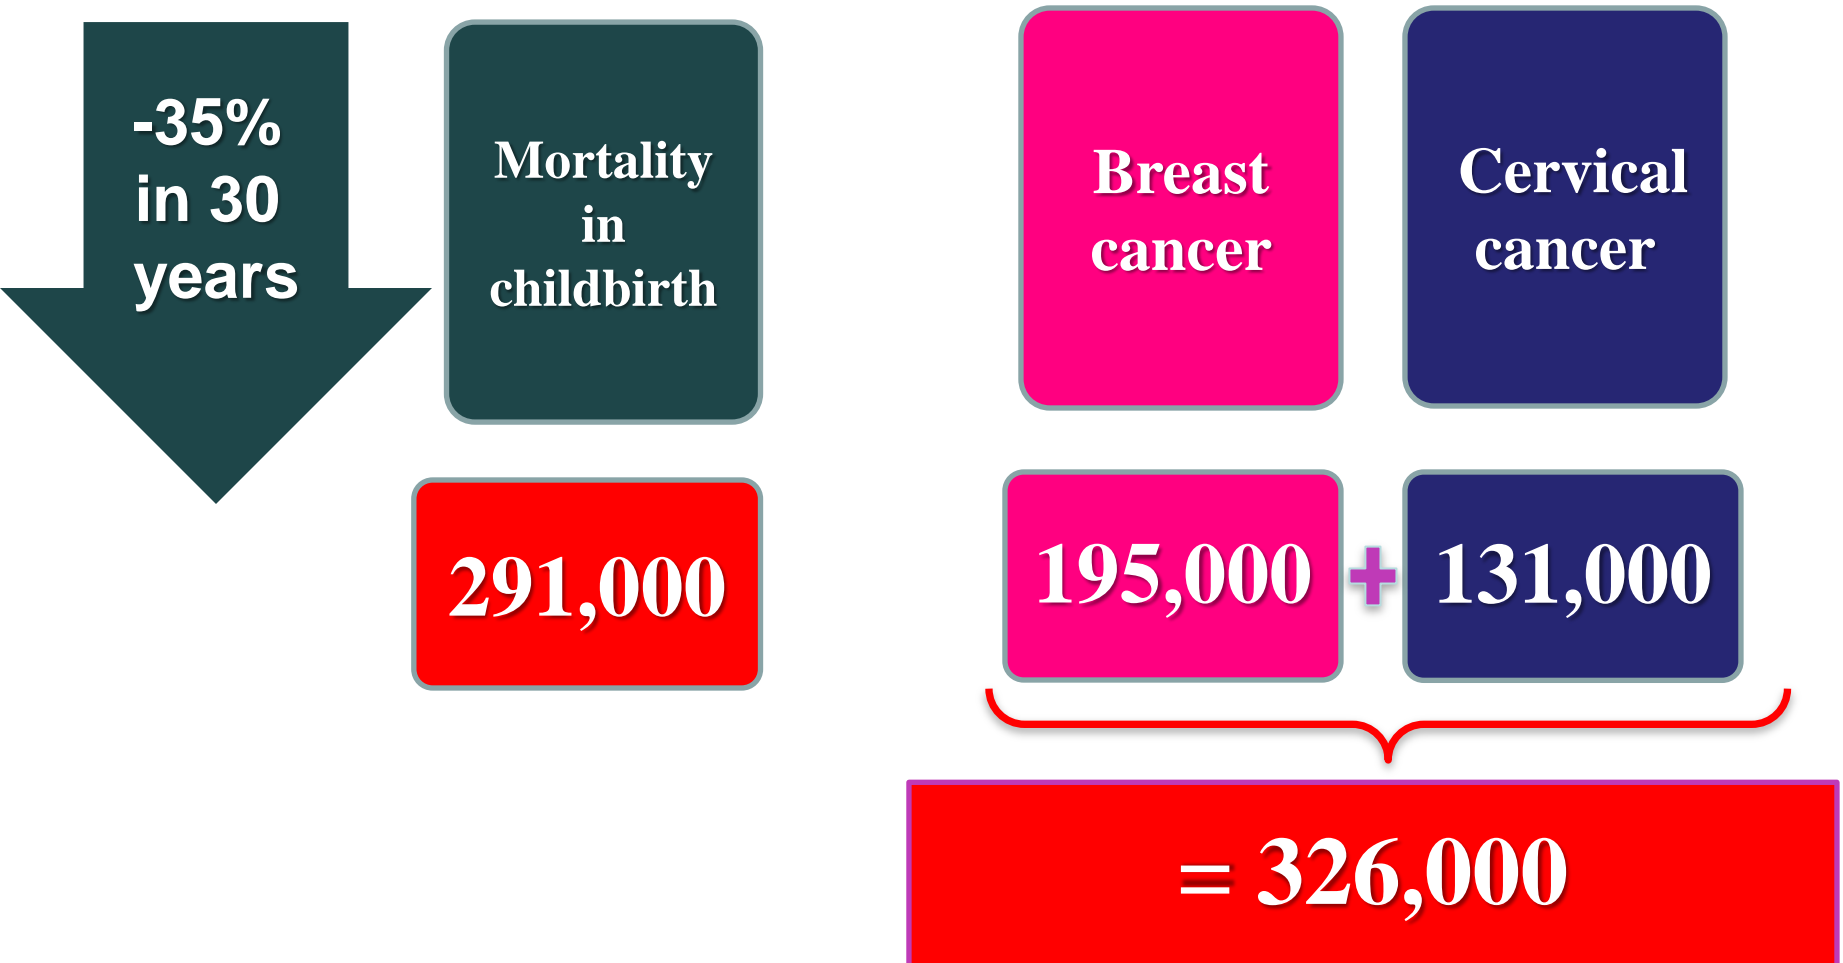 -35%
in 30
years
Mortality
in
childbirth
291,000
Breast
cancer
Cervical
cancer
195,000 + 131,000
= 326,000